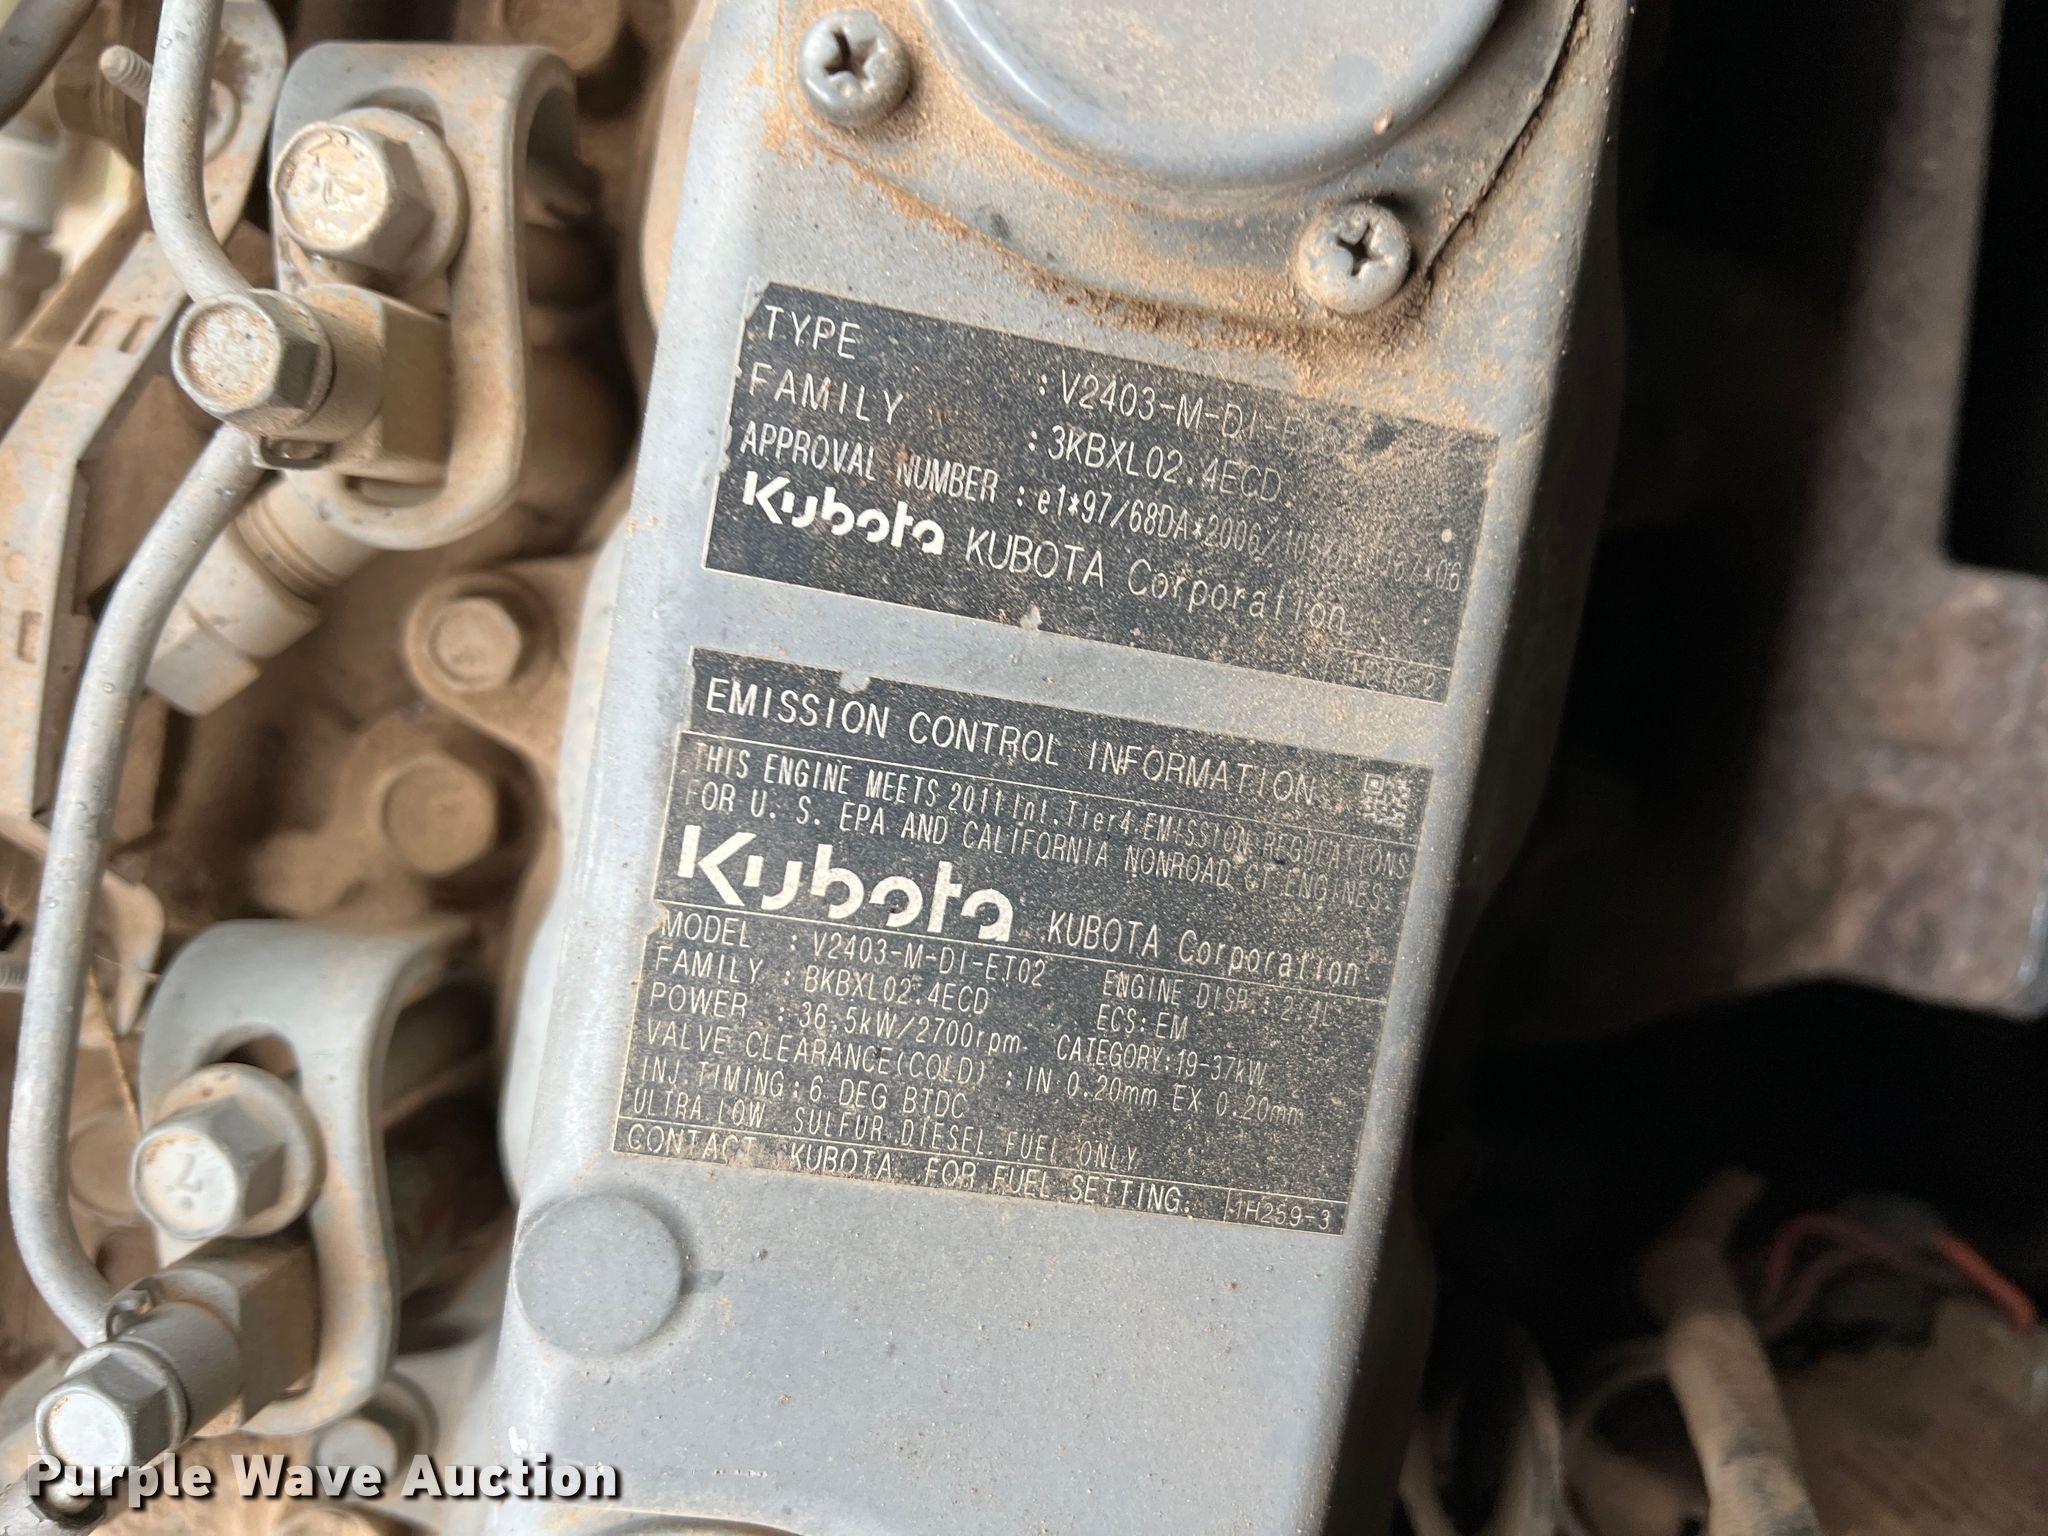 TYPE : V2403-M-DI-E
FAMILY : 3KBXL02.4ECD
APPROVAL NUMBER : e1*97/68DA*2006/105*
Kubota KUBOTA Corporation
EMISSION CONTROL INFORMATION
THIS ENGINE MEETS 2011 Int.Tier4 EMISSION REGULATIONS
FOR U. S. EPA AND CALIFORNIA NONROAD CI ENGINES.
Kubota KUBOTA Corporation
MODEL : V2403-M-DI-ET02 ENGINE DISP.: 2.4L
FAMILY : BKBXL02.4ECD ECS: EM
POWER : 36.5kW/2700rpm CATEGORY:19-37kW
VALVE CLEARANCE(COLD) : IN 0.20mm EX 0.20mm
INJ.TIMING:6 DEG BTDC
ULTRA LOW SULFUR DIESEL FUEL ONLY
CONTACT KUBOTA FOR FUEL SETTING. 1H259-3
7
7
Purple Wave Auction